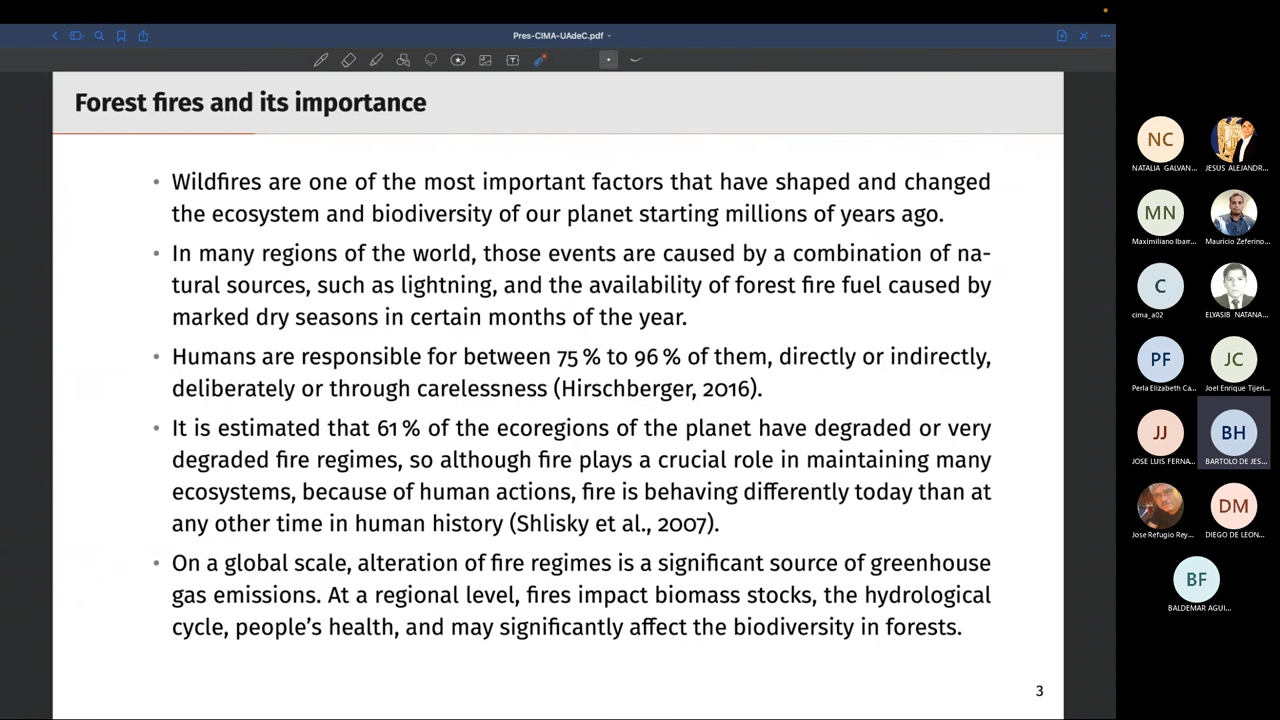 Pres-CIMA-UAdeC.pdf
Forest fires and its importance
• Wildfires are one of the most important factors that have shaped and changed
the ecosystem and biodiversity of our planet starting millions of years ago.
• In many regions of the world, those events are caused by a combination of na-
tural sources, such as lightning, and the availability of forest fire fuel caused by
marked dry seasons in certain months of the year.
• Humans are responsible for between 75 % to 96 % of them, directly or indirectly,
deliberately or through carelessness (Hirschberger, 2016).
• It is estimated that 61 % of the ecoregions of the planet have degraded or very
degraded fire regimes, so although fire plays a crucial role in maintaining many
ecosystems, because of human actions, fire is behaving differently today than at
any other time in human history (Shlisky et al., 2007).
• On a global scale, alteration of fire regimes is a significant source of greenhouse
gas emissions. At a regional level, fires impact biomass stocks, the hydrological
cycle, people's health, and may significantly affect the biodiversity in forests.
3
NC
NATALIA GALVAN...
JESUS ALEJANDR...
MN
Maximiliano Ibarr...
Mauricio Zeferino...
C
cima_a02
ELYASIB NATANA...
PF
Perla Elizabeth Ca...
JC
Joel Enrique Tijeri...
JJ
JOSE LUIS FERNA...
BH
BARTOLO DE JES...
Jose Refugio Rey...
DM
DIEGO DE LEON...
BF
BALDEMAR AGUI...